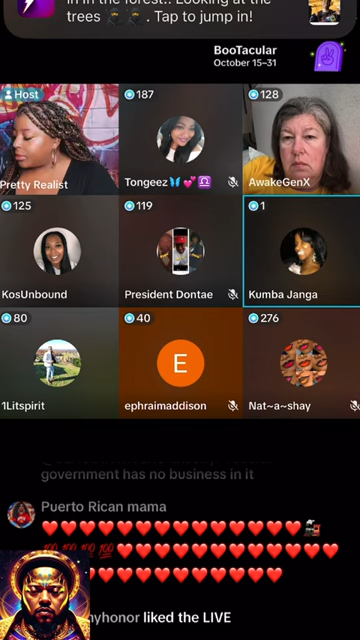 in in the forest.. Looking at the
trees 🥷🏿🥷🏿. Tap to jump in!
BooTacular
October 15–31
Host
187
128
Pretty Realist
Tongeez🦋💕♎
AwakeGenX
125
119
1
KosUnbound
President Dontae
Kumba Janga
80
40
276
E
1Litspirit
ephraimaddison
Nat~a~shay
government has no business in it
Puerto Rican mama
❤️❤️❤️❤️❤️❤️❤️❤️❤️❤️❤️❤️❤️❤️❤️❤️🚂
💯💯💯💯❤️❤️❤️❤️❤️❤️❤️❤️❤️❤️❤️❤️❤️❤️
❤️❤️❤️❤️❤️❤️❤️❤️❤️❤️❤️❤️
liked the LIVE